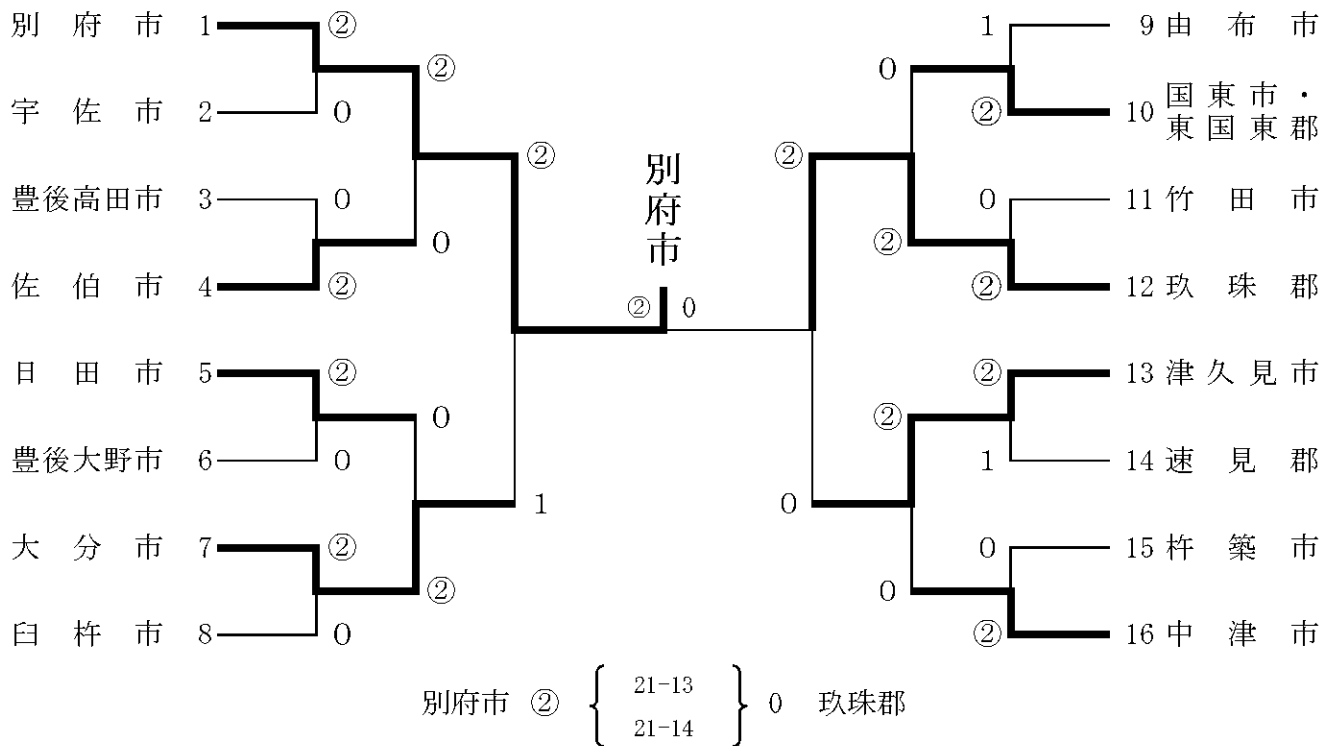 別府市 1 ② 1 9 由布市
② 0
宇佐市 2 0 ② 10 国東市・
東国東郡
② ②
別府市
豊後高田市 3 0 0 11 竹田市
0 ②
佐伯市 4 ② ② 12 玖珠郡
② 0
日田市 5 ② ② 13 津久見市
0 ②
豊後大野市 6 0 1 14 速見郡
1 0
大分市 7 ② 0 15 杵築市
② 0
臼杵市 8 0 ② 16 中津市
21-13
別府市 ② { } 0 玖珠郡
21-14